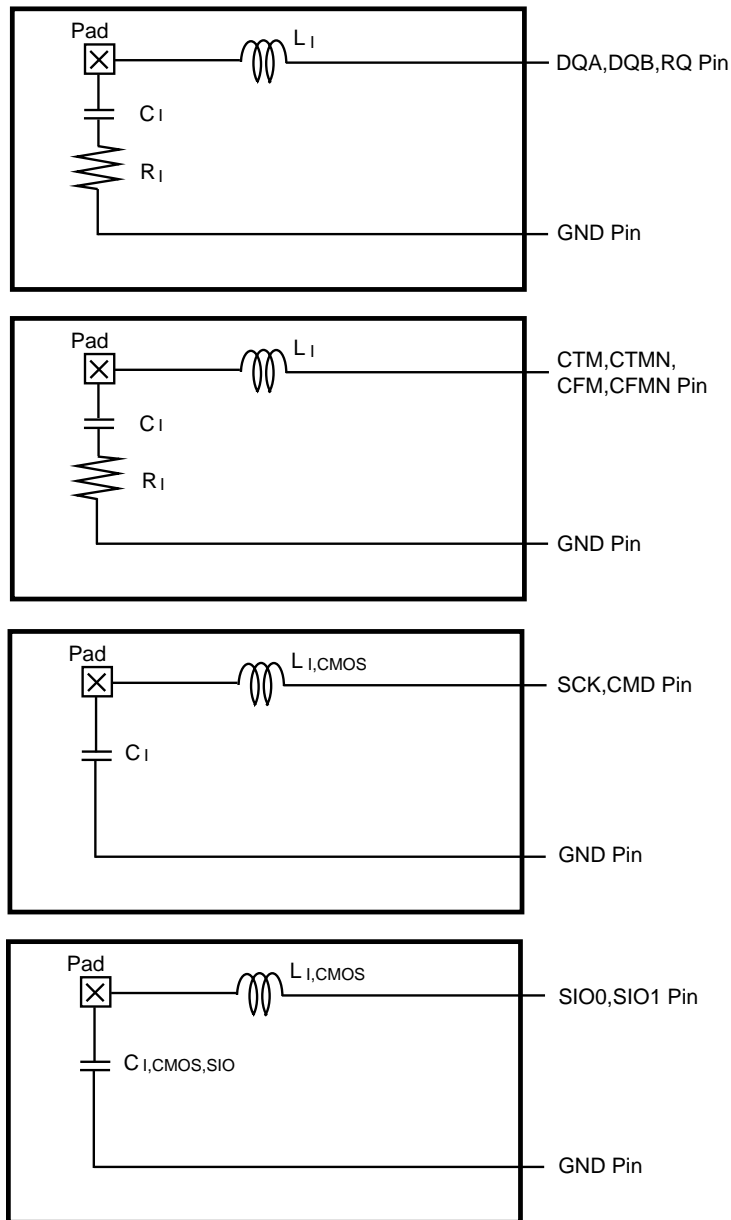 Pad
L I
DQA,DQB,RQ Pin
C I
R I
GND Pin
Pad
L I
CTM,CTMN,
CFM,CFMN Pin
C I
R I
GND Pin
Pad
L I,CMOS
SCK,CMD Pin
C I
GND Pin
Pad
L I,CMOS
SIO0,SIO1 Pin
C I,CMOS,SIO
GND Pin